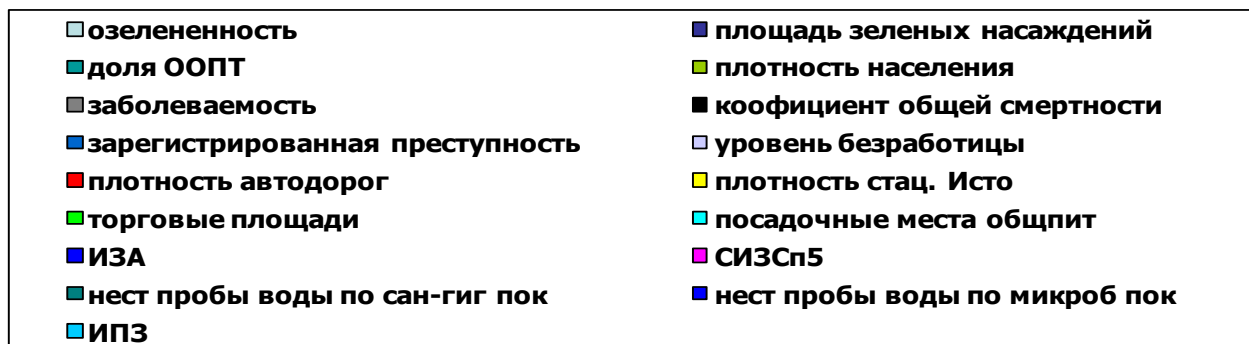 озелененность
площадь зеленых насаждений
доля ООПТ
плотность населения
заболеваемость
коофициент общей смертности
зарегистрированная преступность
уровень безработицы
плотность автодорог
плотность стац. Исто
торговые площади
посадочные места общпит
ИЗА
СИЗСп5
нест пробы воды по сан-гиг пок
нест пробы воды по микроб пок
ИПЗ